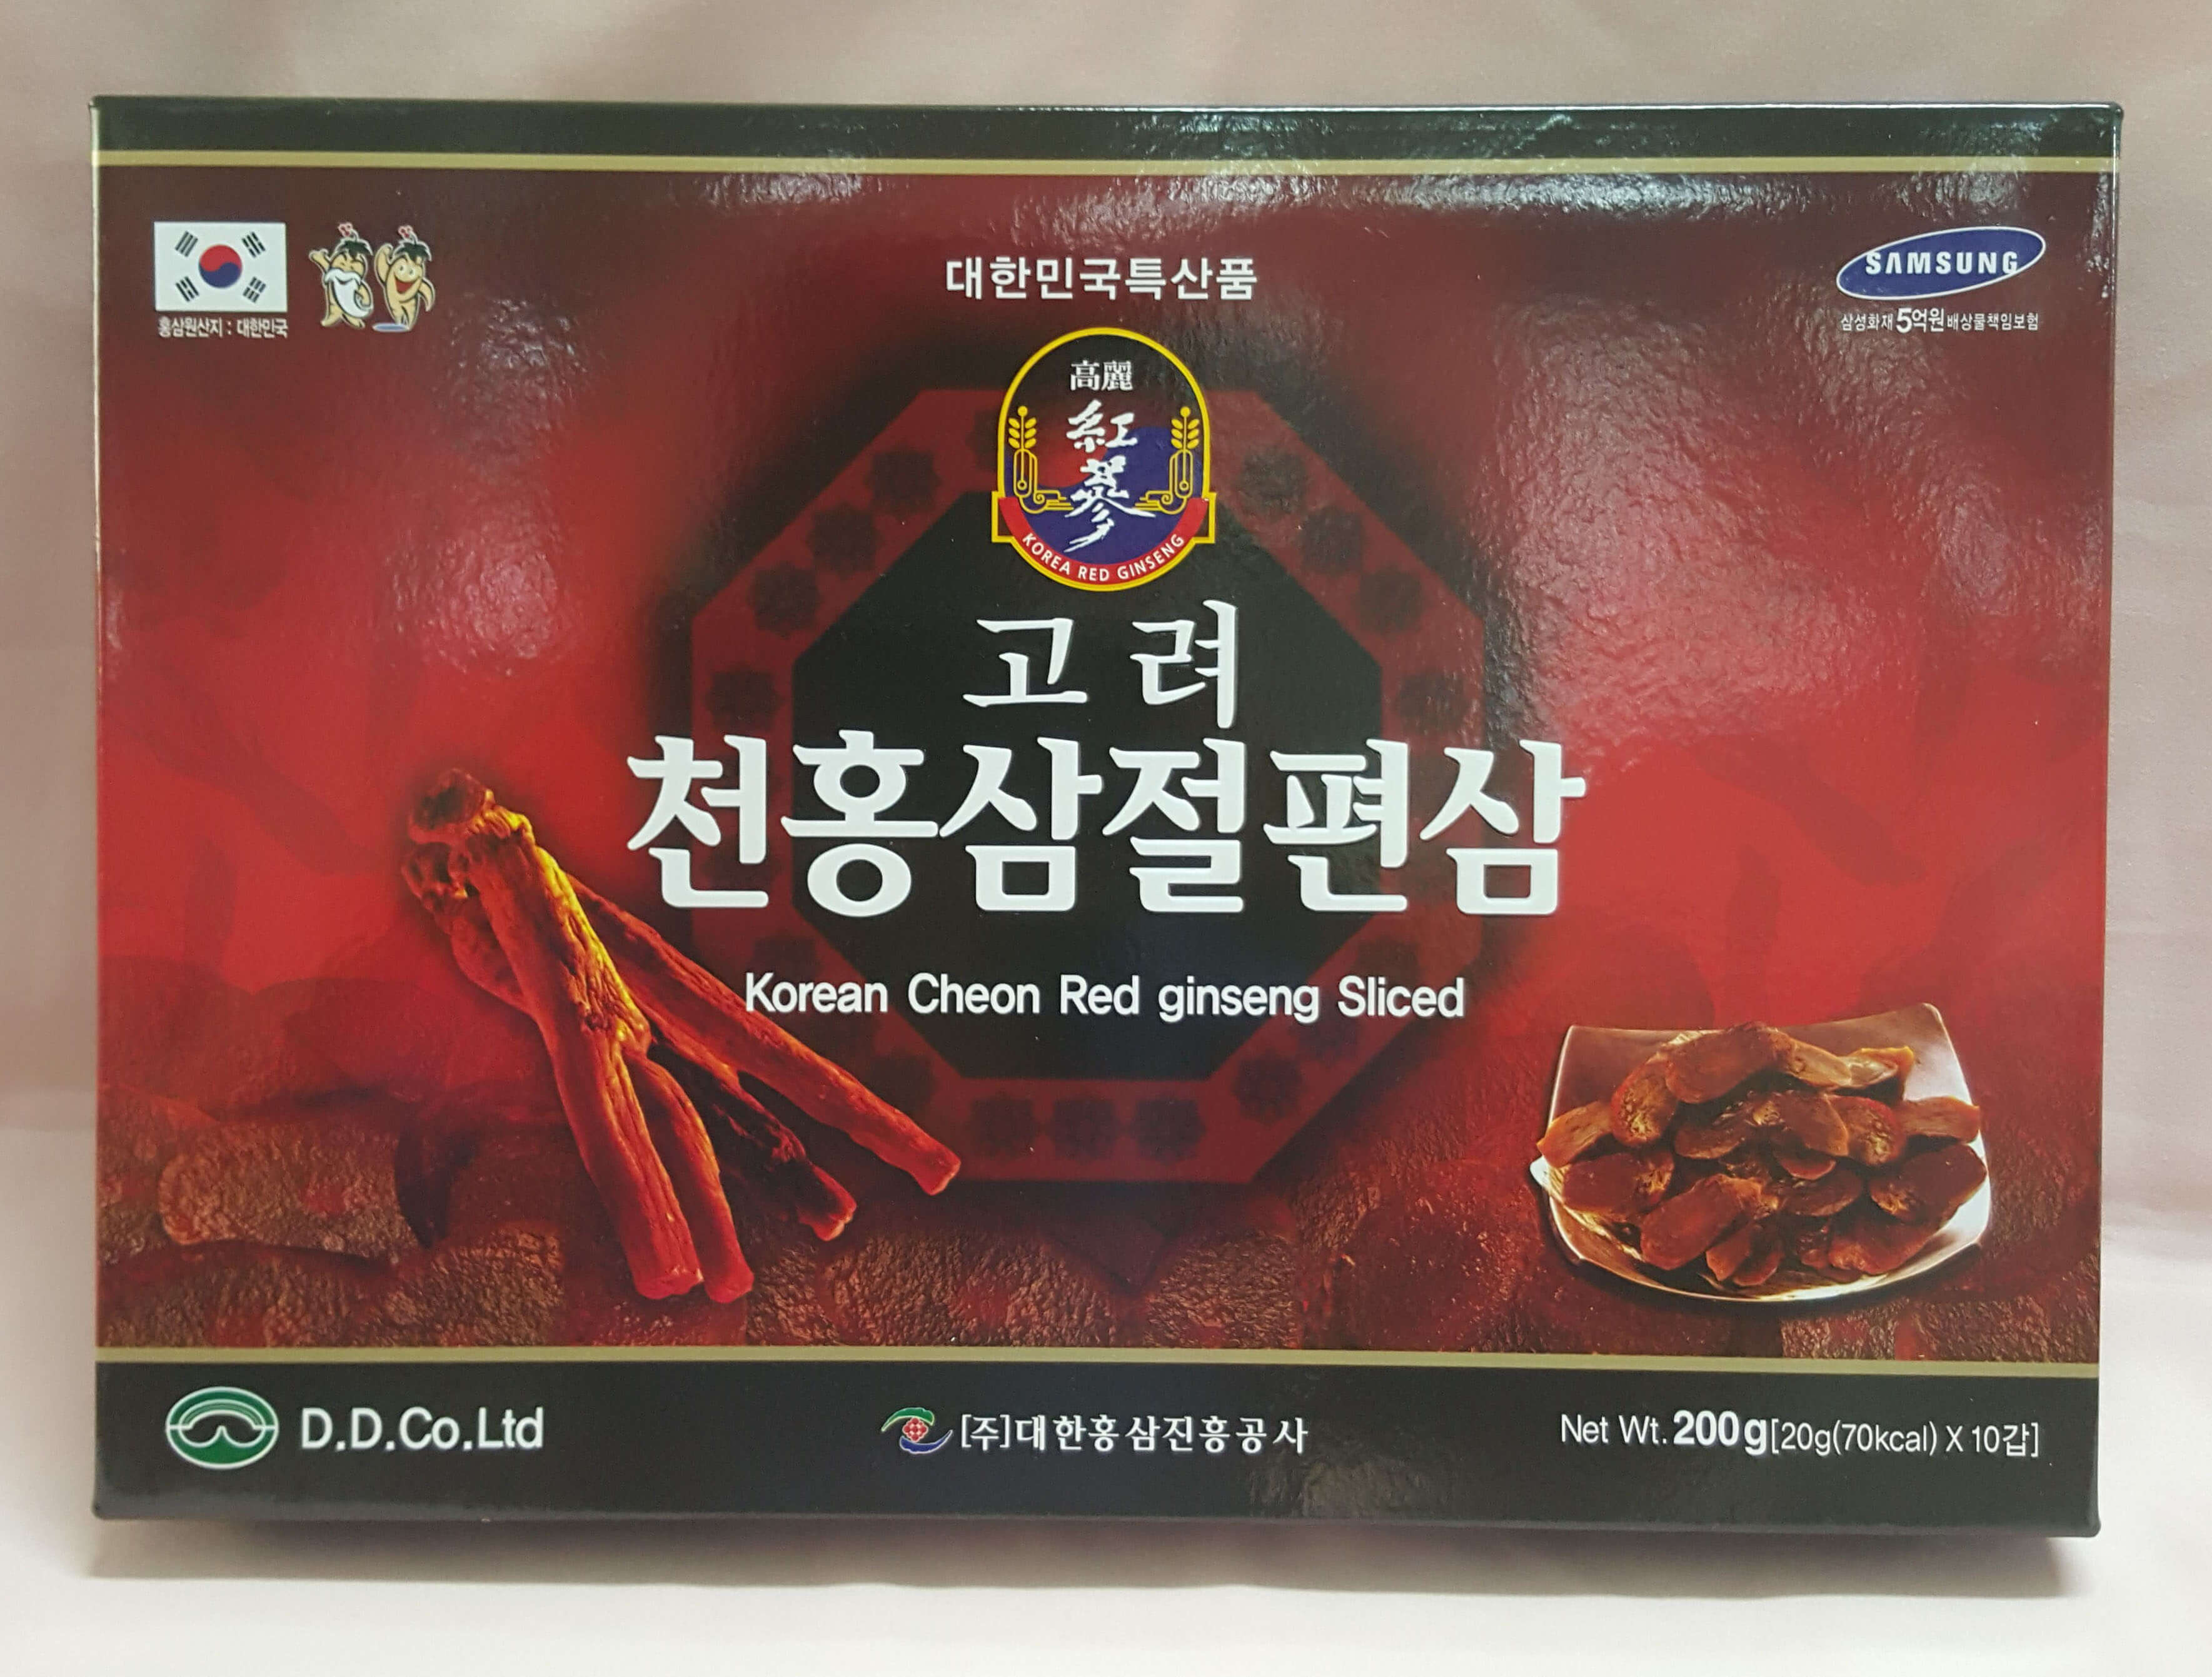 대한민국특산품
홍삼원산지 : 대한민국
SAMSUNG
삼성화재 5억원 배상물책임보험
高麗
紅蔘
KOREA RED GINSENG
고려
천홍삼절편삼
Korean Cheon Red ginseng Sliced
D.D.Co.Ltd
[주]대한홍삼진흥공사
Net Wt. 200g[20g(70kcal) X 10갑]